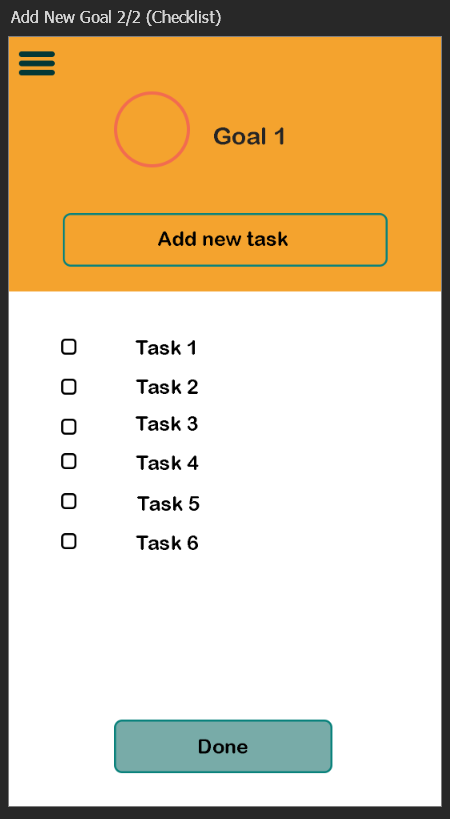 Add New Goal 2/2 (Checklist)
Goal 1
Add new task
Task 1
Task 2
Task 3
Task 4
Task 5
Task 6
Done